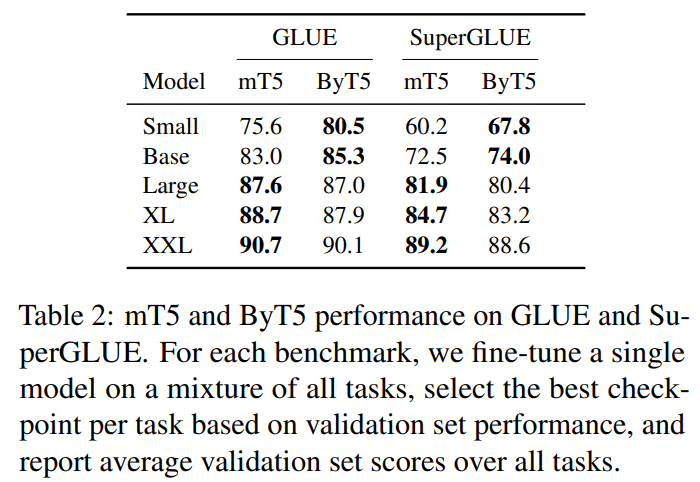 GLUE SuperGLUE
Model mT5 ByT5 mT5 ByT5
Small 75.6 80.5 60.2 67.8
Base 83.0 85.3 72.5 74.0
Large 87.6 87.0 81.9 80.4
XL 88.7 87.9 84.7 83.2
XXL 90.7 90.1 89.2 88.6
Table 2: mT5 and ByT5 performance on GLUE and Su-
perGLUE. For each benchmark, we fine-tune a single
model on a mixture of all tasks, select the best check-
point per task based on validation set performance, and
report average validation set scores over all tasks.